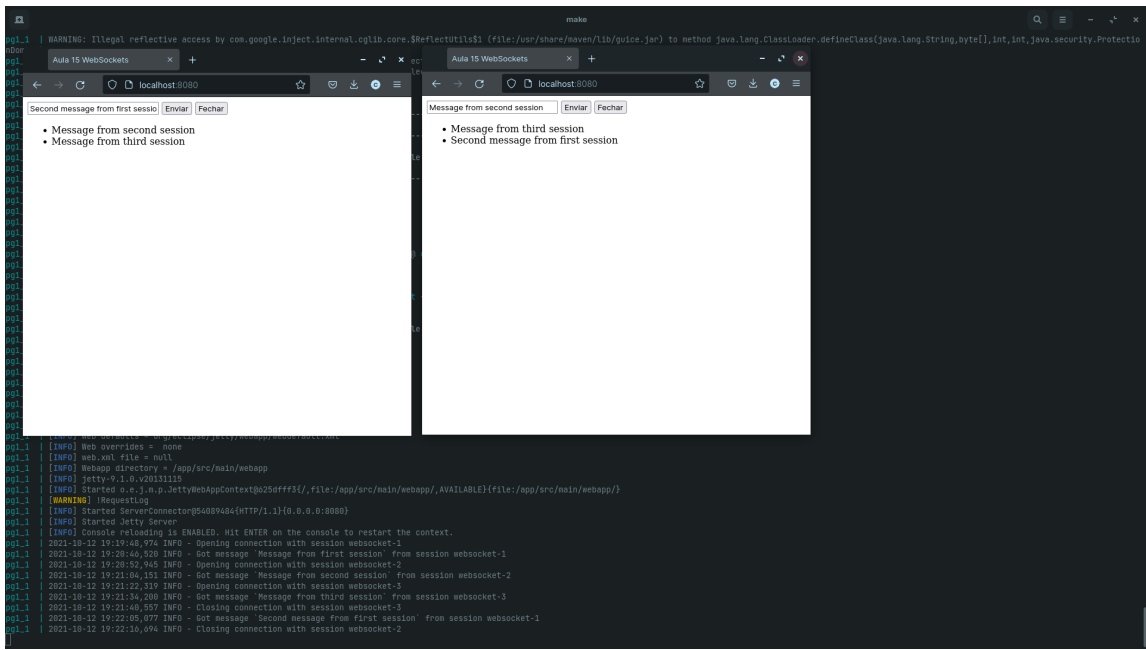 make
pg1_1 | WARNING: Illegal reflective access by com.google.inject.internal.cglib.core.$ReflectUtils$1 (file:/usr/share/maven/lib/guice.jar) to method java.lang.ClassLoader.defineClass(java.lang.String,byte[],int,int,java.security.Protectio
nDom
Aula 15 WebSockets
localhost:8080
Second message from first sessio Enviar Fechar
• Message from second session
• Message from third session
Aula 15 WebSockets
localhost:8080
Message from second session Enviar Fechar
• Message from third session
• Second message from first session
pg1_1 | [INFO] Web defaults = org/eclipse/jetty/webapp/webdefault.xml
pg1_1 | [INFO] Web overrides = none
pg1_1 | [INFO] web.xml file = null
pg1_1 | [INFO] Webapp directory = /app/src/main/webapp
pg1_1 | [INFO] jetty-9.1.0.v20131115
pg1_1 | [INFO] Started o.e.j.m.p.JettyWebAppContext@625dfff3{/,file:/app/src/main/webapp/,AVAILABLE}{file:/app/src/main/webapp/}
pg1_1 | [WARNING] !RequestLog
pg1_1 | [INFO] Started ServerConnector@54089484{HTTP/1.1}{0.0.0.0:8080}
pg1_1 | [INFO] Started Jetty Server
pg1_1 | [INFO] Console reloading is ENABLED. Hit ENTER on the console to restart the context.
pg1_1 | 2021-10-12 19:19:48,974 INFO - Opening connection with session websocket-1
pg1_1 | 2021-10-12 19:20:46,520 INFO - Got message `Message from first session` from session websocket-1
pg1_1 | 2021-10-12 19:20:52,945 INFO - Opening connection with session websocket-2
pg1_1 | 2021-10-12 19:21:04,151 INFO - Got message `Message from second session` from session websocket-2
pg1_1 | 2021-10-12 19:21:22,319 INFO - Opening connection with session websocket-3
pg1_1 | 2021-10-12 19:21:34,200 INFO - Got message `Message from third session` from session websocket-3
pg1_1 | 2021-10-12 19:21:40,557 INFO - Closing connection with session websocket-3
pg1_1 | 2021-10-12 19:22:05,077 INFO - Got message `Second message from first session` from session websocket-1
pg1_1 | 2021-10-12 19:22:16,694 INFO - Closing connection with session websocket-2